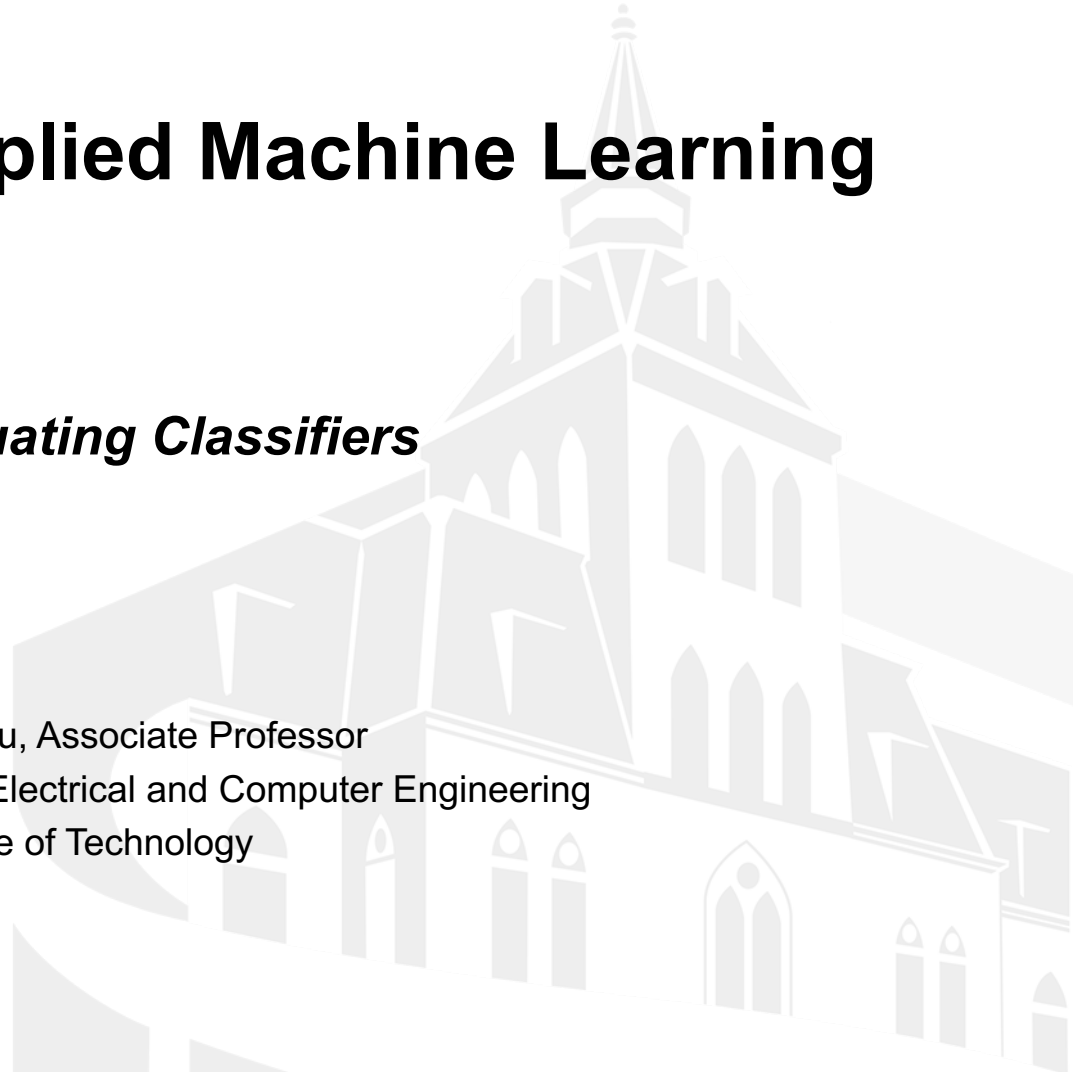 plied Machine Learning
uating Classifiers
u, Associate Professor
Electrical and Computer Engineering
e of Technology